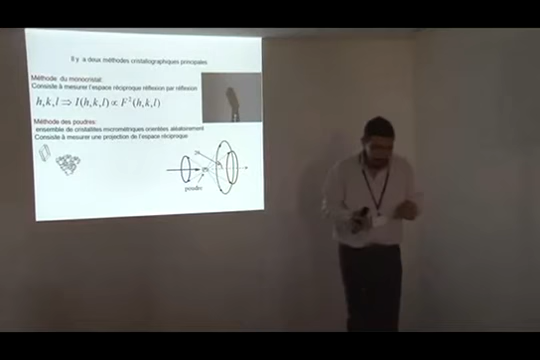 Il y a deux méthodes cristallographiques principales
Méthode du monocristal:
Consiste à mesurer l'espace réciproque réflexion par réflexion
h,k,l ⇒ I(h,k,l) ∝ F²(h,k,l)
Méthode des poudres:
ensemble de cristallites micrométriques orientées aléatoirement
Consiste à mesurer une projection de l'espace réciproque
poudre